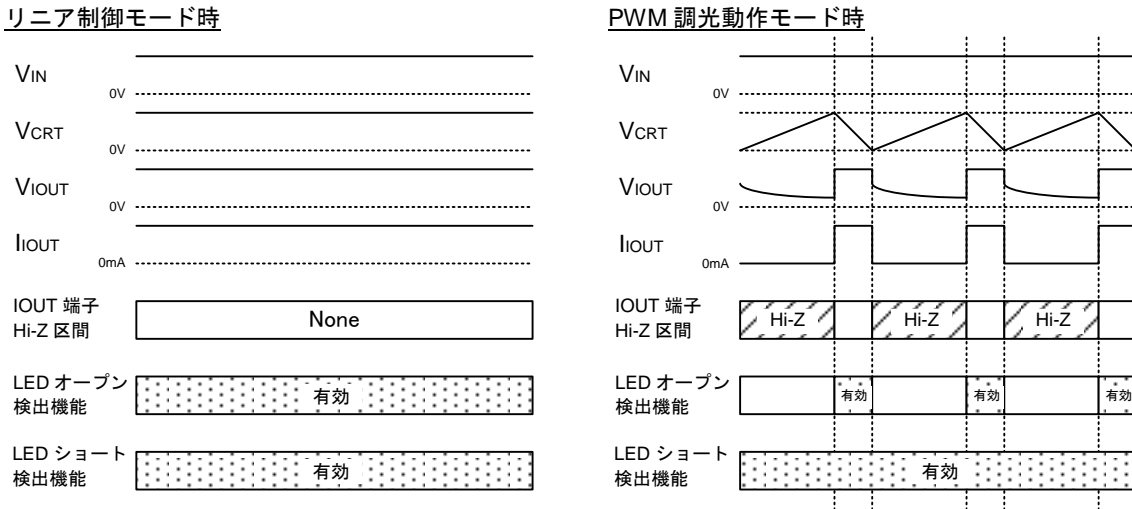 リニア制御モード時
VIN
0V
VCRT
0V
VIOUT
0V
IIOUT
0mA
IOUT 端子
Hi-Z 区間
None
LED オープン
検出機能
有効
LED ショート
検出機能
有効
PWM 調光動作モード時
VIN
0V
VCRT
VIOUT
0V
IIOUT
0mA
IOUT 端子
Hi-Z 区間
Hi-Z
Hi-Z
Hi-Z
LED オープン
検出機能
有効
有効
有効
LED ショート
検出機能
有効